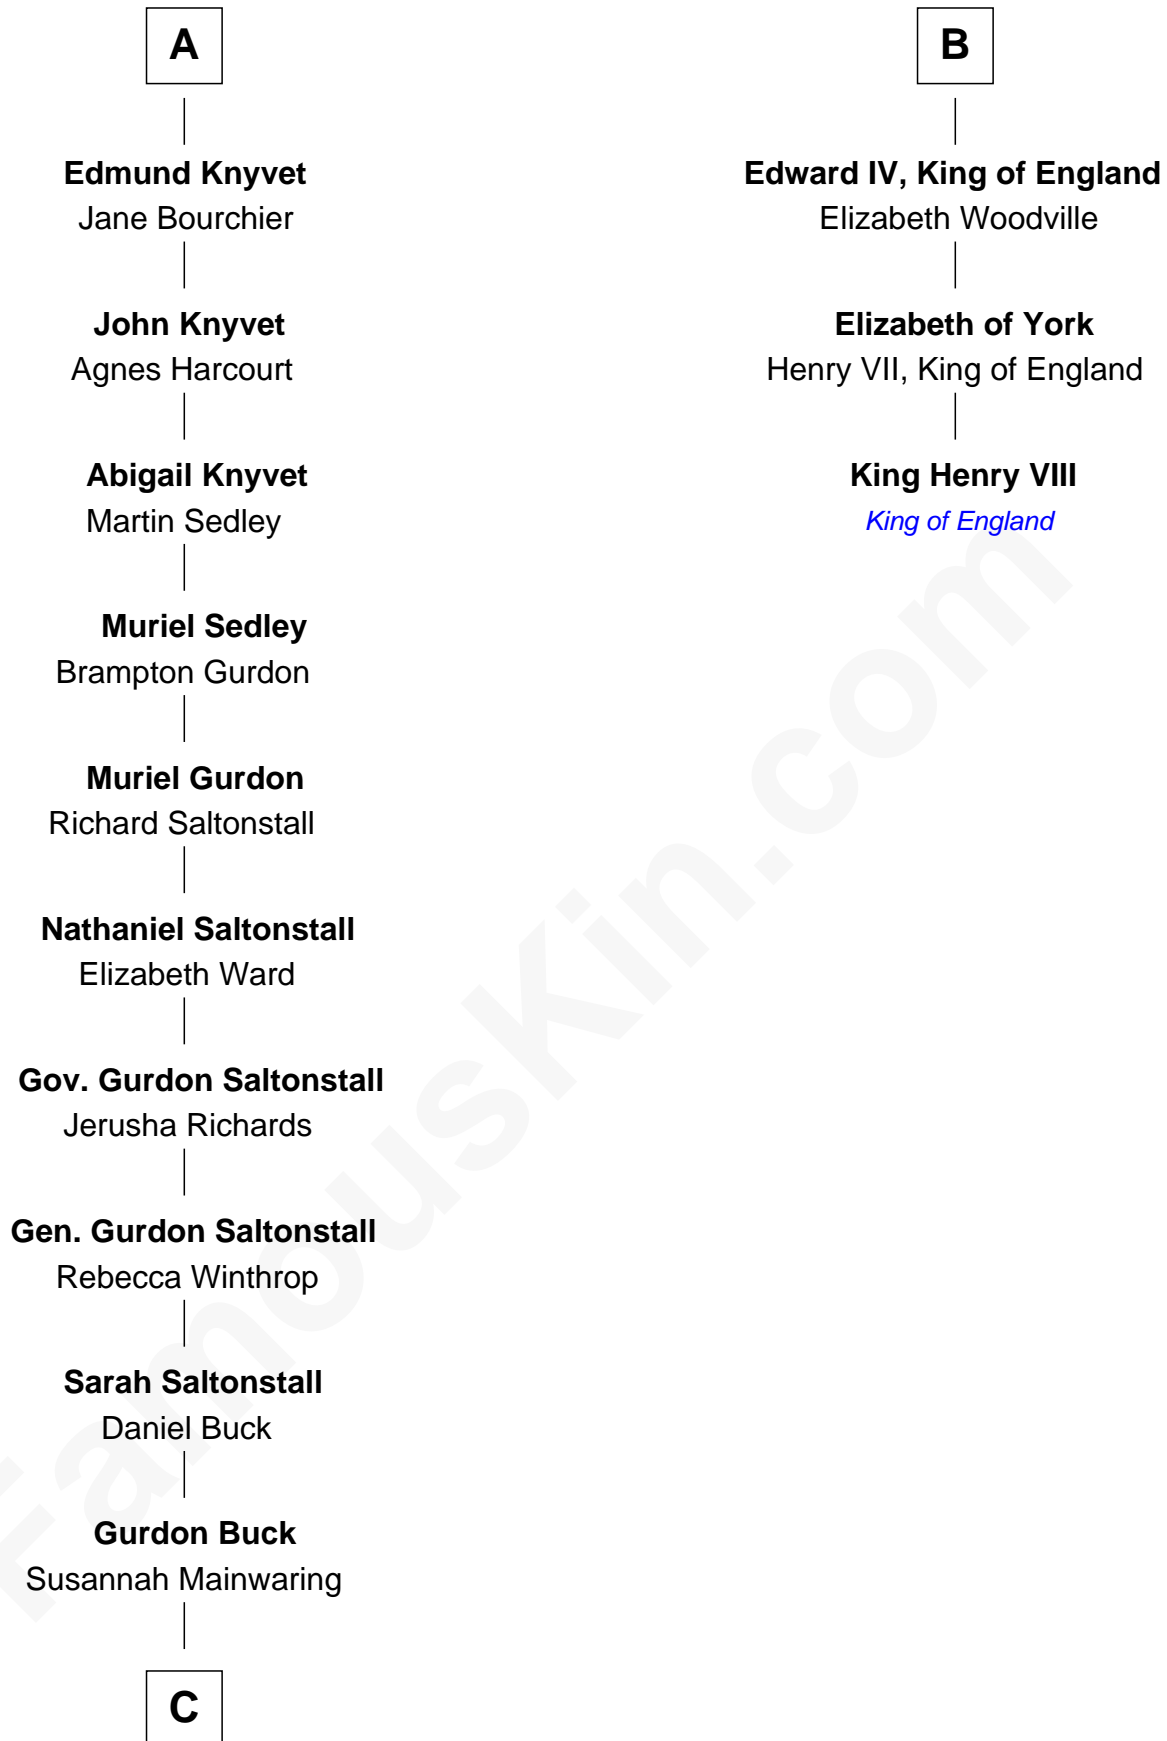 A
Edmund Knyvet
Jane Bourchier
John Knyvet
Agnes Harcourt
Abigail Knyvet
Martin Sedley
Muriel Sedley
Brampton Gurdon
Muriel Gurdon
Richard Saltonstall
Nathaniel Saltonstall
Elizabeth Ward
Gov. Gurdon Saltonstall
Jerusha Richards
Gen. Gurdon Saltonstall
Rebecca Winthrop
Sarah Saltonstall
Daniel Buck
Gurdon Buck
Susannah Mainwaring
C
B
Edward IV, King of England
Elizabeth Woodville
Elizabeth of York
Henry VII, King of England
King Henry VIII
King of England
FamousKin.com